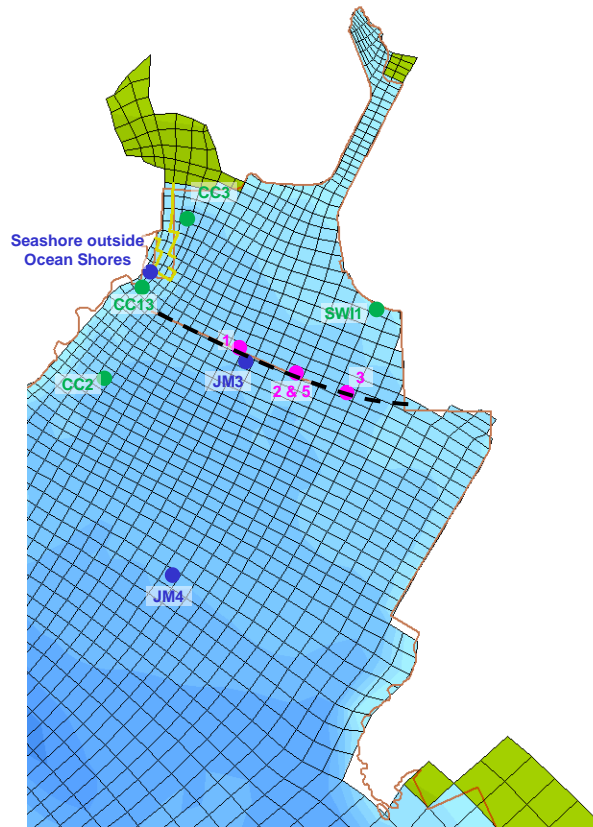 CC3
Seashore outside
Ocean Shores
CC13
SWI1
1
JM3
CC2
2 & 5
3
JM4